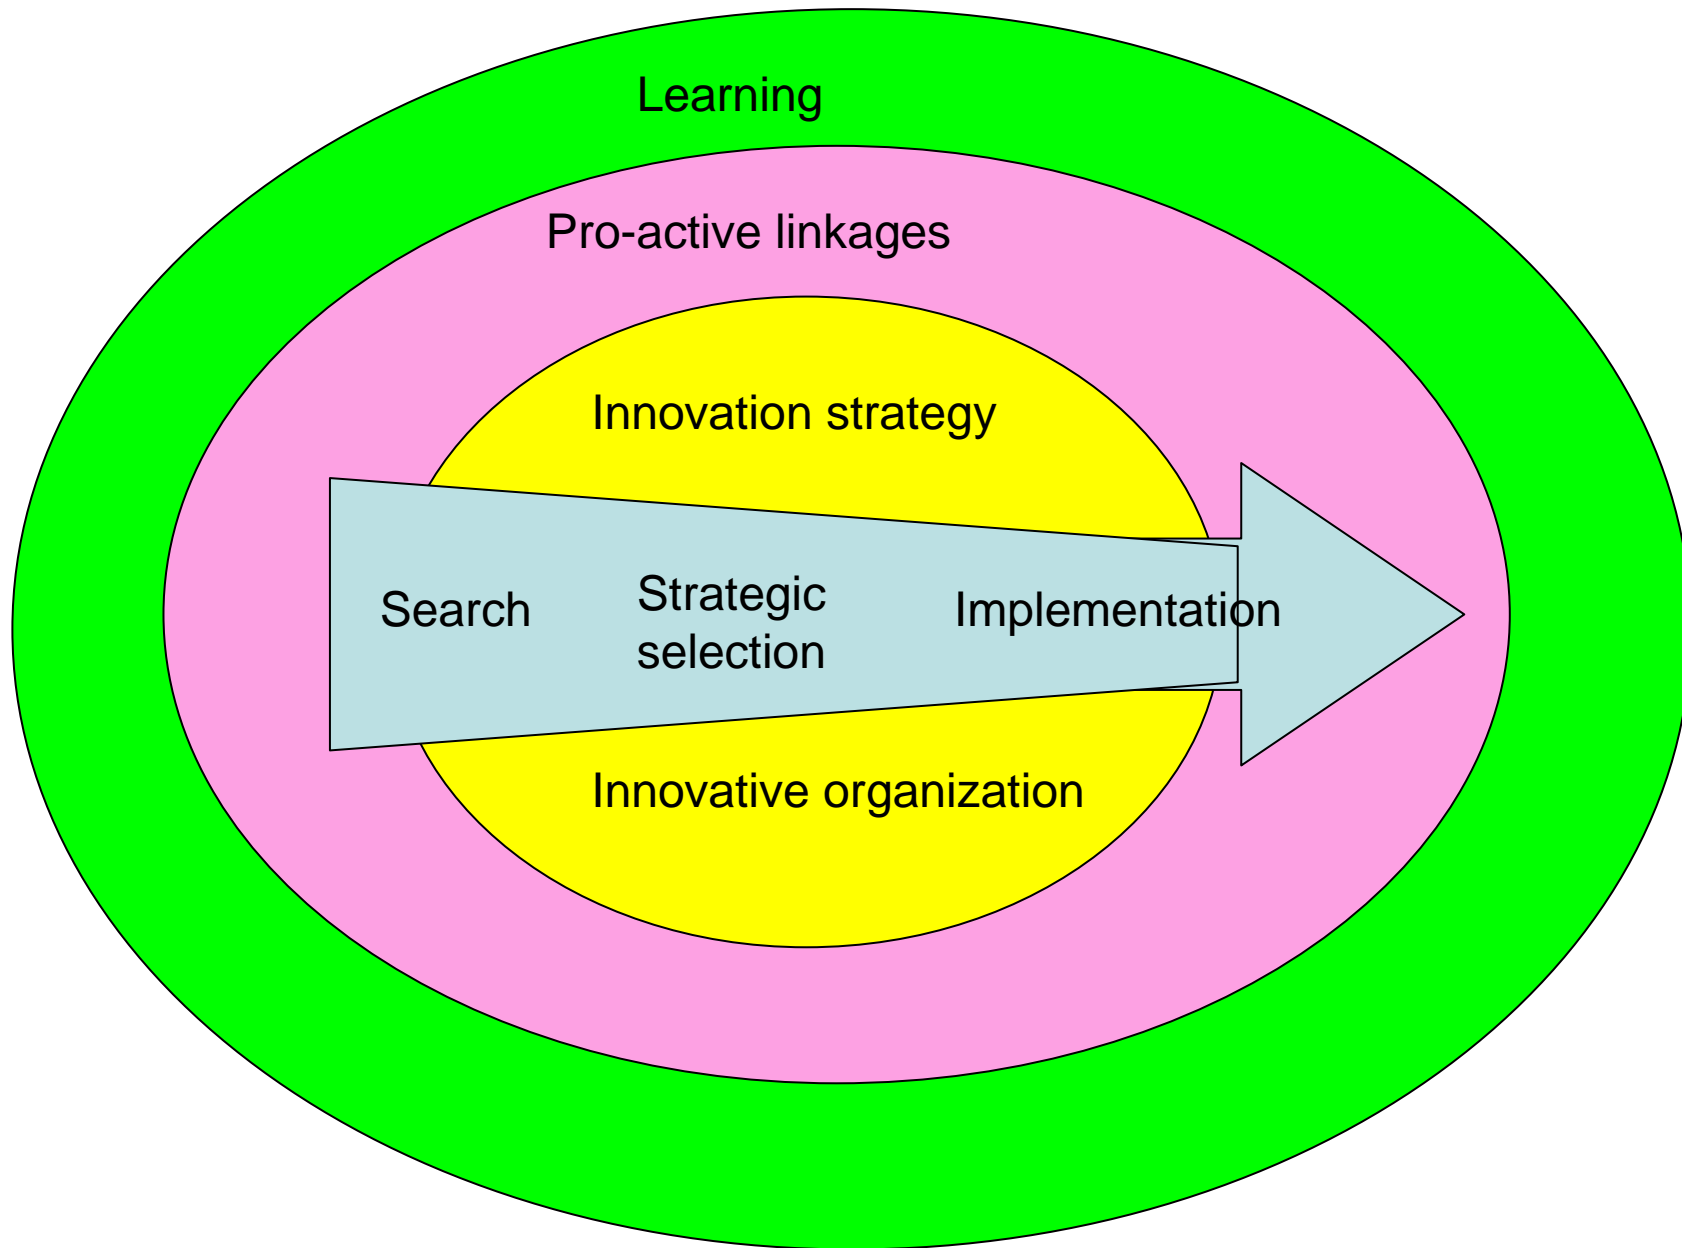 Learning
Pro-active linkages
Innovation strategy
Search
Strategic
selection
Implementation
Innovative organization